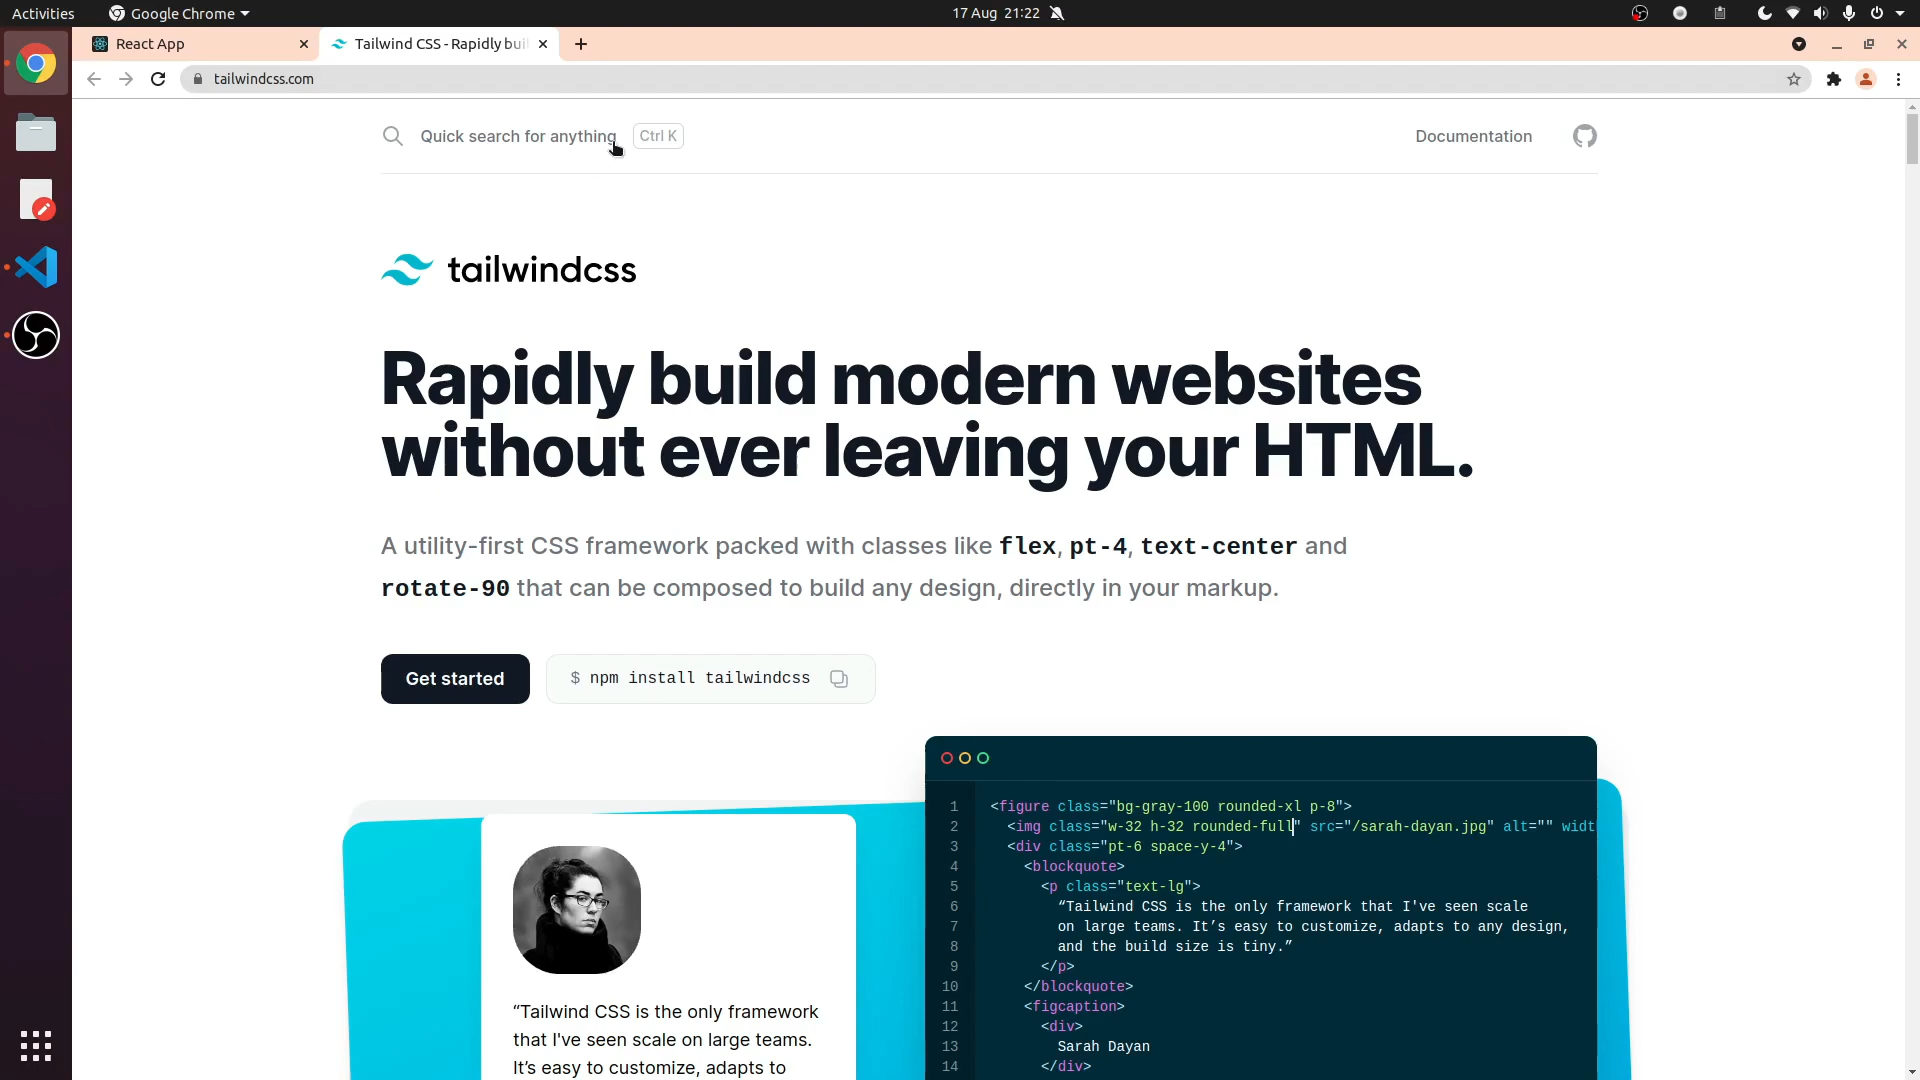 Activities
Google Chrome
17 Aug 21:22
React App
Tailwind CSS - Rapidly buil
tailwindcss.com
Quick search for anything
Ctrl K
Documentation
tailwindcss
Rapidly build modern websites
without ever leaving your HTML.
A utility-first CSS framework packed with classes like flex, pt-4, text-center and
rotate-90 that can be composed to build any design, directly in your markup.
Get started
$ npm install tailwindcss
1 <figure class="bg-gray-100 rounded-xl p-8">
2 <img class="w-32 h-32 rounded-full" src="/sarah-dayan.jpg" alt="" widt
3 <div class="pt-6 space-y-4">
4 <blockquote>
5 <p class="text-lg">
6 “Tailwind CSS is the only framework that I've seen scale
7 on large teams. It’s easy to customize, adapts to any design,
8 and the build size is tiny.”
9 </p>
10 </blockquote>
11 <figcaption>
12 <div>
13 Sarah Dayan
14 </div>
“Tailwind CSS is the only framework
that I've seen scale on large teams.
It’s easy to customize, adapts to